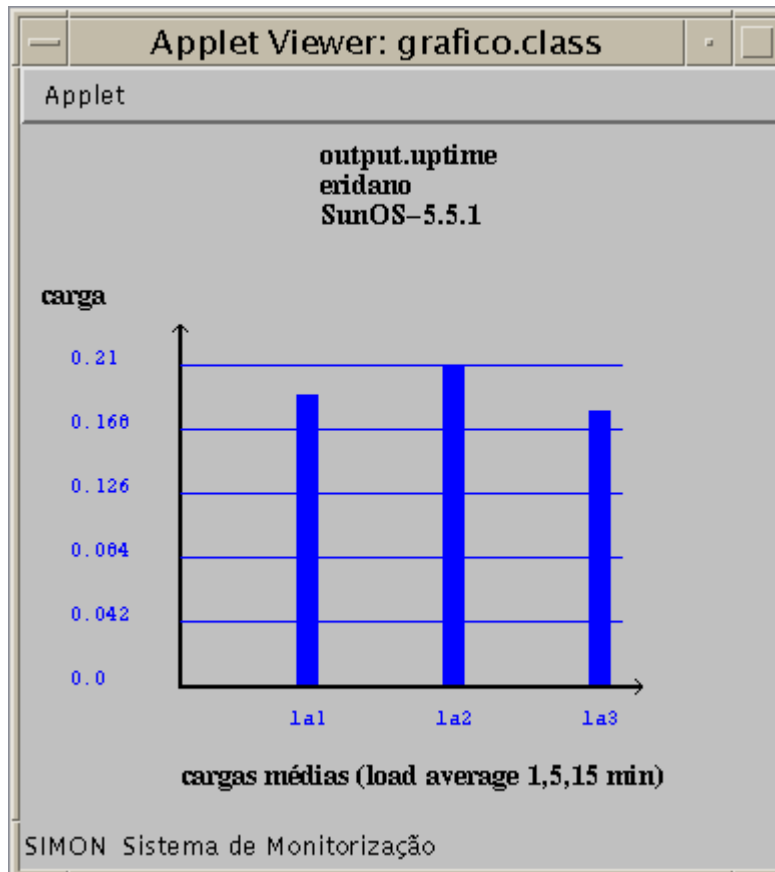 Applet Viewer: grafico.class
Applet
output.uptime
eridano
SunOS-5.5.1
carga
0.21
0.168
0.126
0.084
0.042
0.0
la1
la2
la3
cargas médias (load average 1,5,15 min)
SIMON Sistema de Monitorização